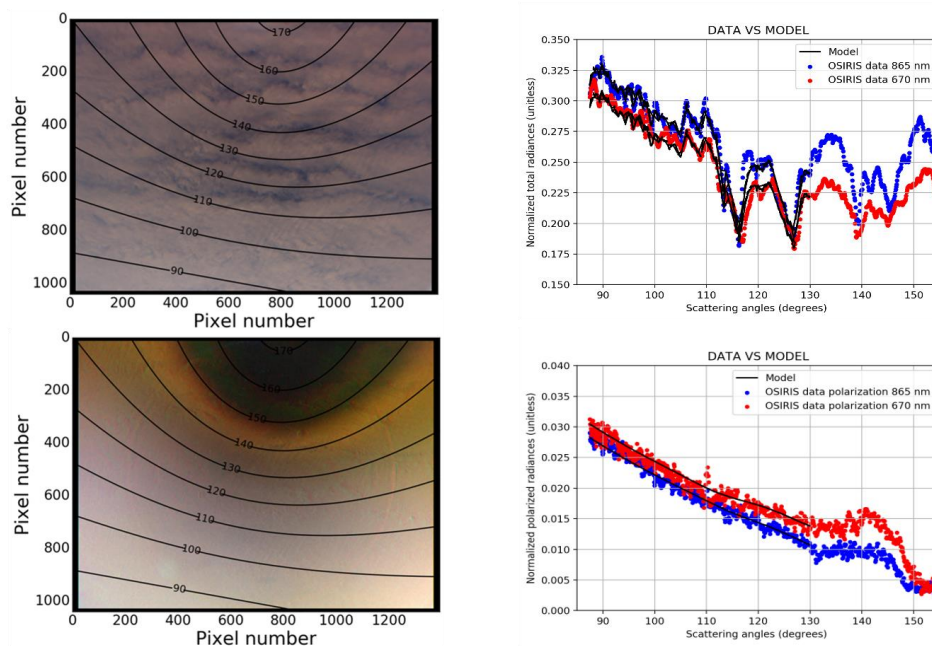 0
200
400
600
800
1000
Pixel number
170
160
150
140
130
120
110
100
90
0 200 400 600 800 1000 1200
Pixel number
DATA VS MODEL
Model
OSIRIS data 865 nm
OSIRIS data 670 nm
Normalized total radiances (unitless)
0.350
0.325
0.300
0.275
0.250
0.225
0.200
0.175
0.150
90 100 110 120 130 140 150
Scattering angles (degrees)
0
200
400
600
800
1000
Pixel number
170
160
150
140
130
120
110
100
90
0 200 400 600 800 1000 1200
Pixel number
DATA VS MODEL
Model
OSIRIS data polarization 865 nm
OSIRIS data polarization 670 nm
Normalized polarized radiances (unitless)
0.040
0.035
0.030
0.025
0.020
0.015
0.010
0.005
0.000
90 100 110 120 130 140 150
Scattering angles (degrees)